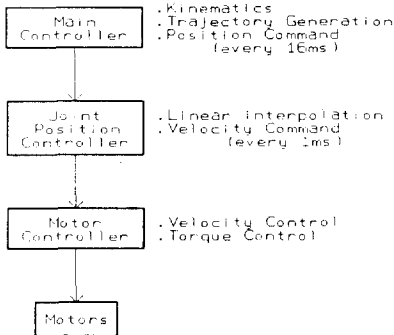 Main
Controller
.Kinematics
.Trajectory Generation
.Position Command
(every 16ms)
Joint
Position
Controller
.Linear Interpolation
.Velocity Command
(every 1ms)
Motor
Controller
.Velocity Control
.Torque Control
Motors